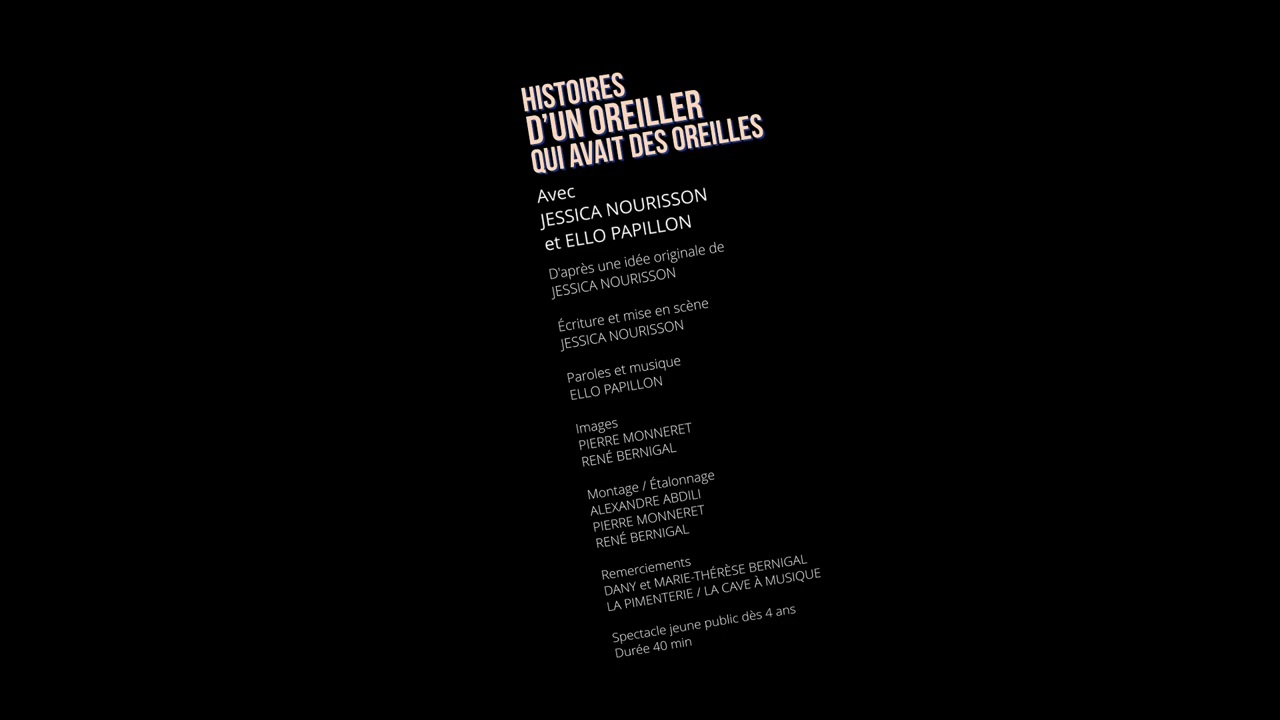 HISTOIRES
D'UN OREILLER
QUI AVAIT DES OREILLES
Avec
JESSICA NOURISSON
et ELLO PAPILLON
D'après une idée originale de
JESSICA NOURISSON
Écriture et mise en scène
JESSICA NOURISSON
Paroles et musique
ELLO PAPILLON
Images
PIERRE MONNERET
RENÉ BERNIGAL
Montage / Étalonnage
ALEXANDRE ABDILI
PIERRE MONNERET
RENÉ BERNIGAL
Remerciements
DANY et MARIE-THÉRÈSE BERNIGAL
LA PIMENTERIE / LA CAVE À MUSIQUE
Spectacle jeune public dès 4 ans
Durée 40 min